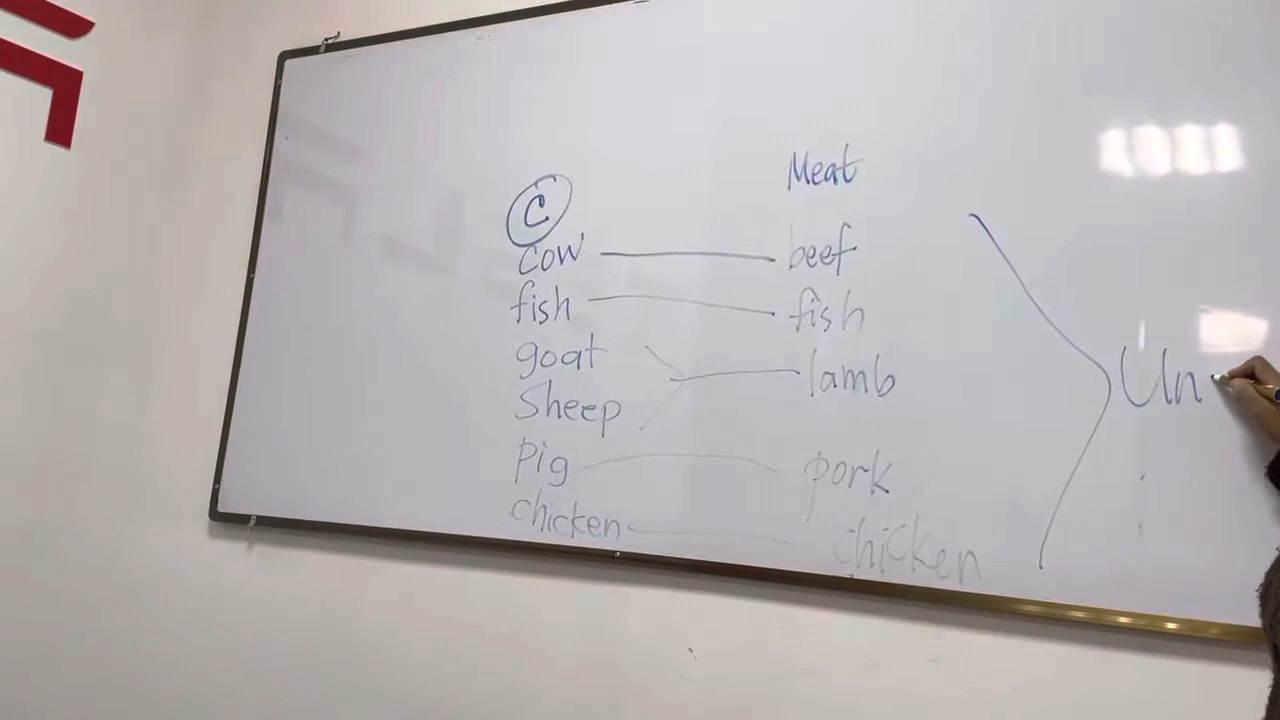 Meat
C
cow beef
fish fish
goat
lamb
Un
Sheep
pig pork
chicken chicken